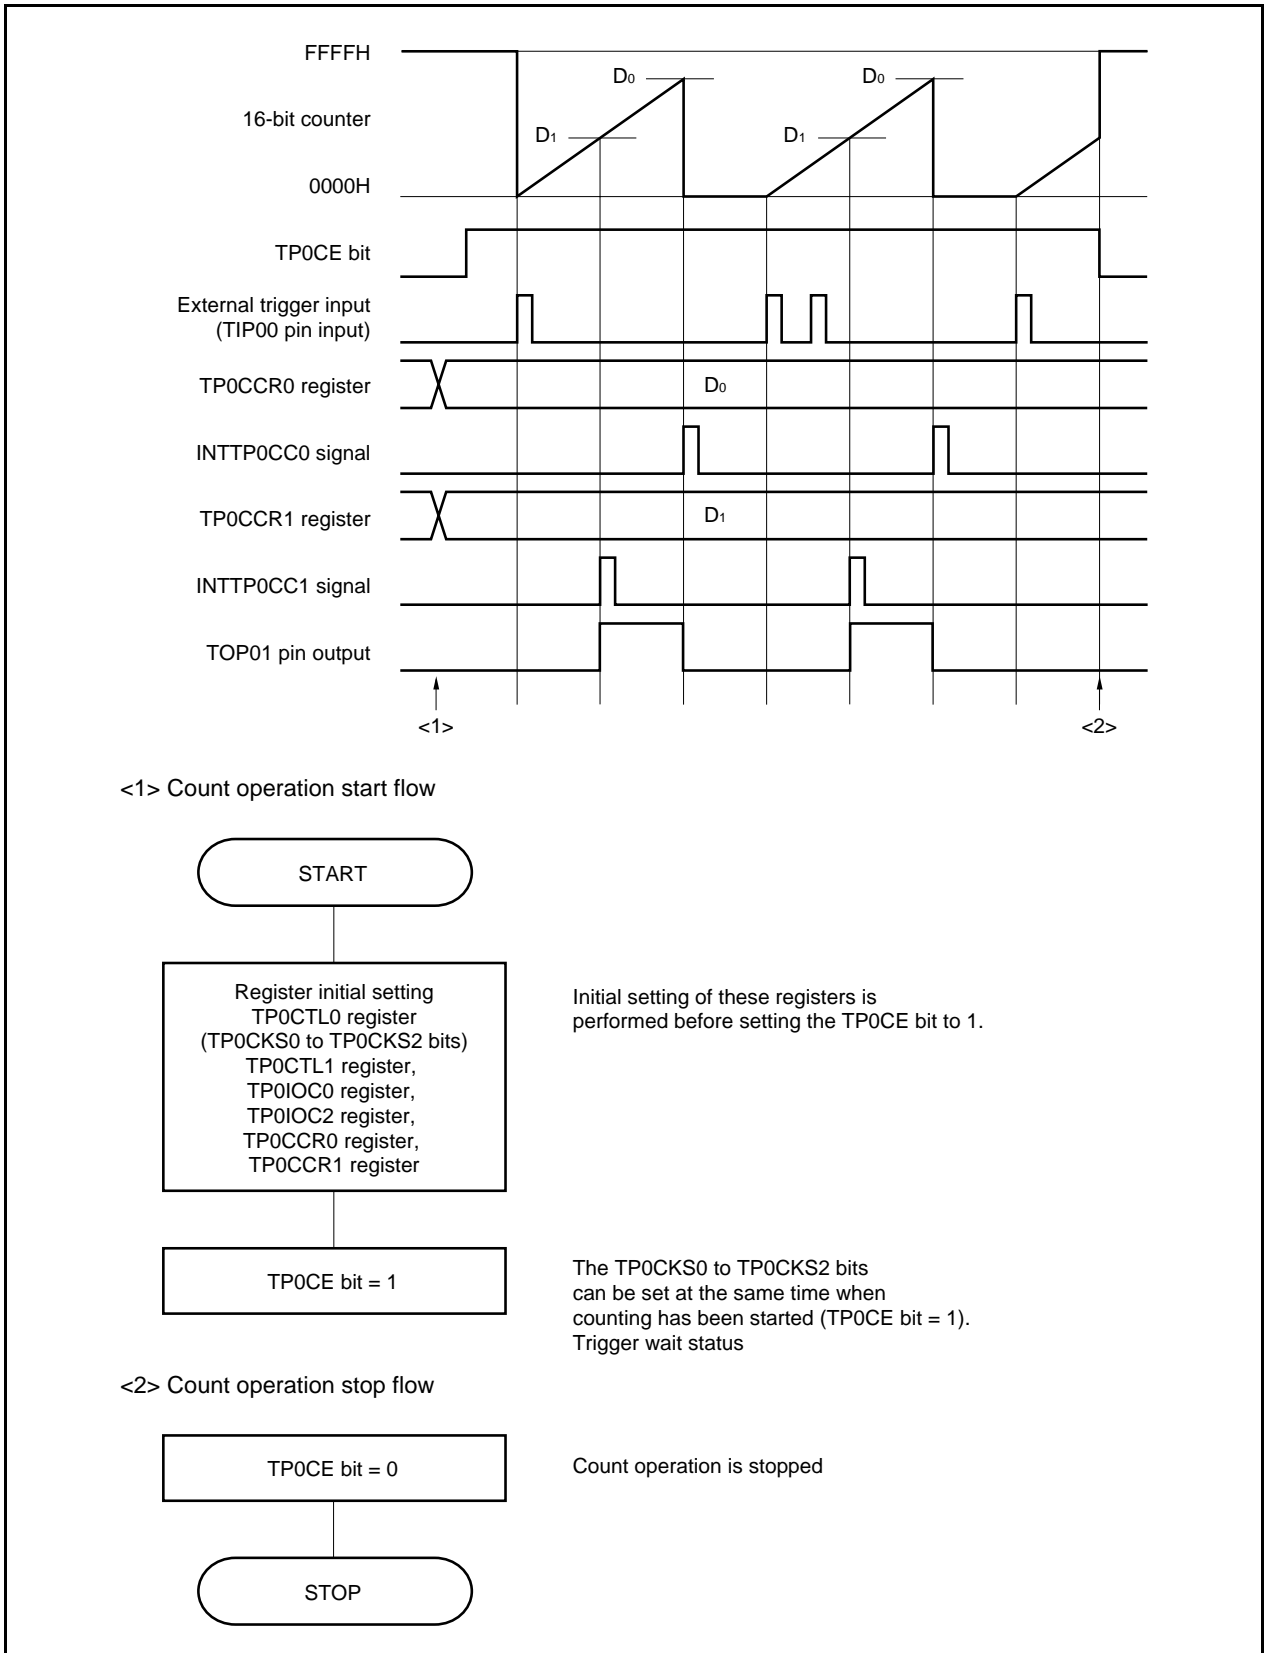 FFFFH
D0
D0
16-bit counter
D1
D1
0000H
TP0CE bit
External trigger input
(TIP00 pin input)
TP0CCR0 register
D0
INTTP0CC0 signal
TP0CCR1 register
D1
INTTP0CC1 signal
TOP01 pin output
<1>
<2>
<1> Count operation start flow
START
Register initial setting
TP0CTL0 register
(TP0CKS0 to TP0CKS2 bits)
TP0CTL1 register,
TP0IOC0 register,
TP0IOC2 register,
TP0CCR0 register,
TP0CCR1 register
Initial setting of these registers is
performed before setting the TP0CE bit to 1.
TP0CE bit = 1
The TP0CKS0 to TP0CKS2 bits
can be set at the same time when
counting has been started (TP0CE bit = 1).
Trigger wait status
<2> Count operation stop flow
TP0CE bit = 0
Count operation is stopped
STOP